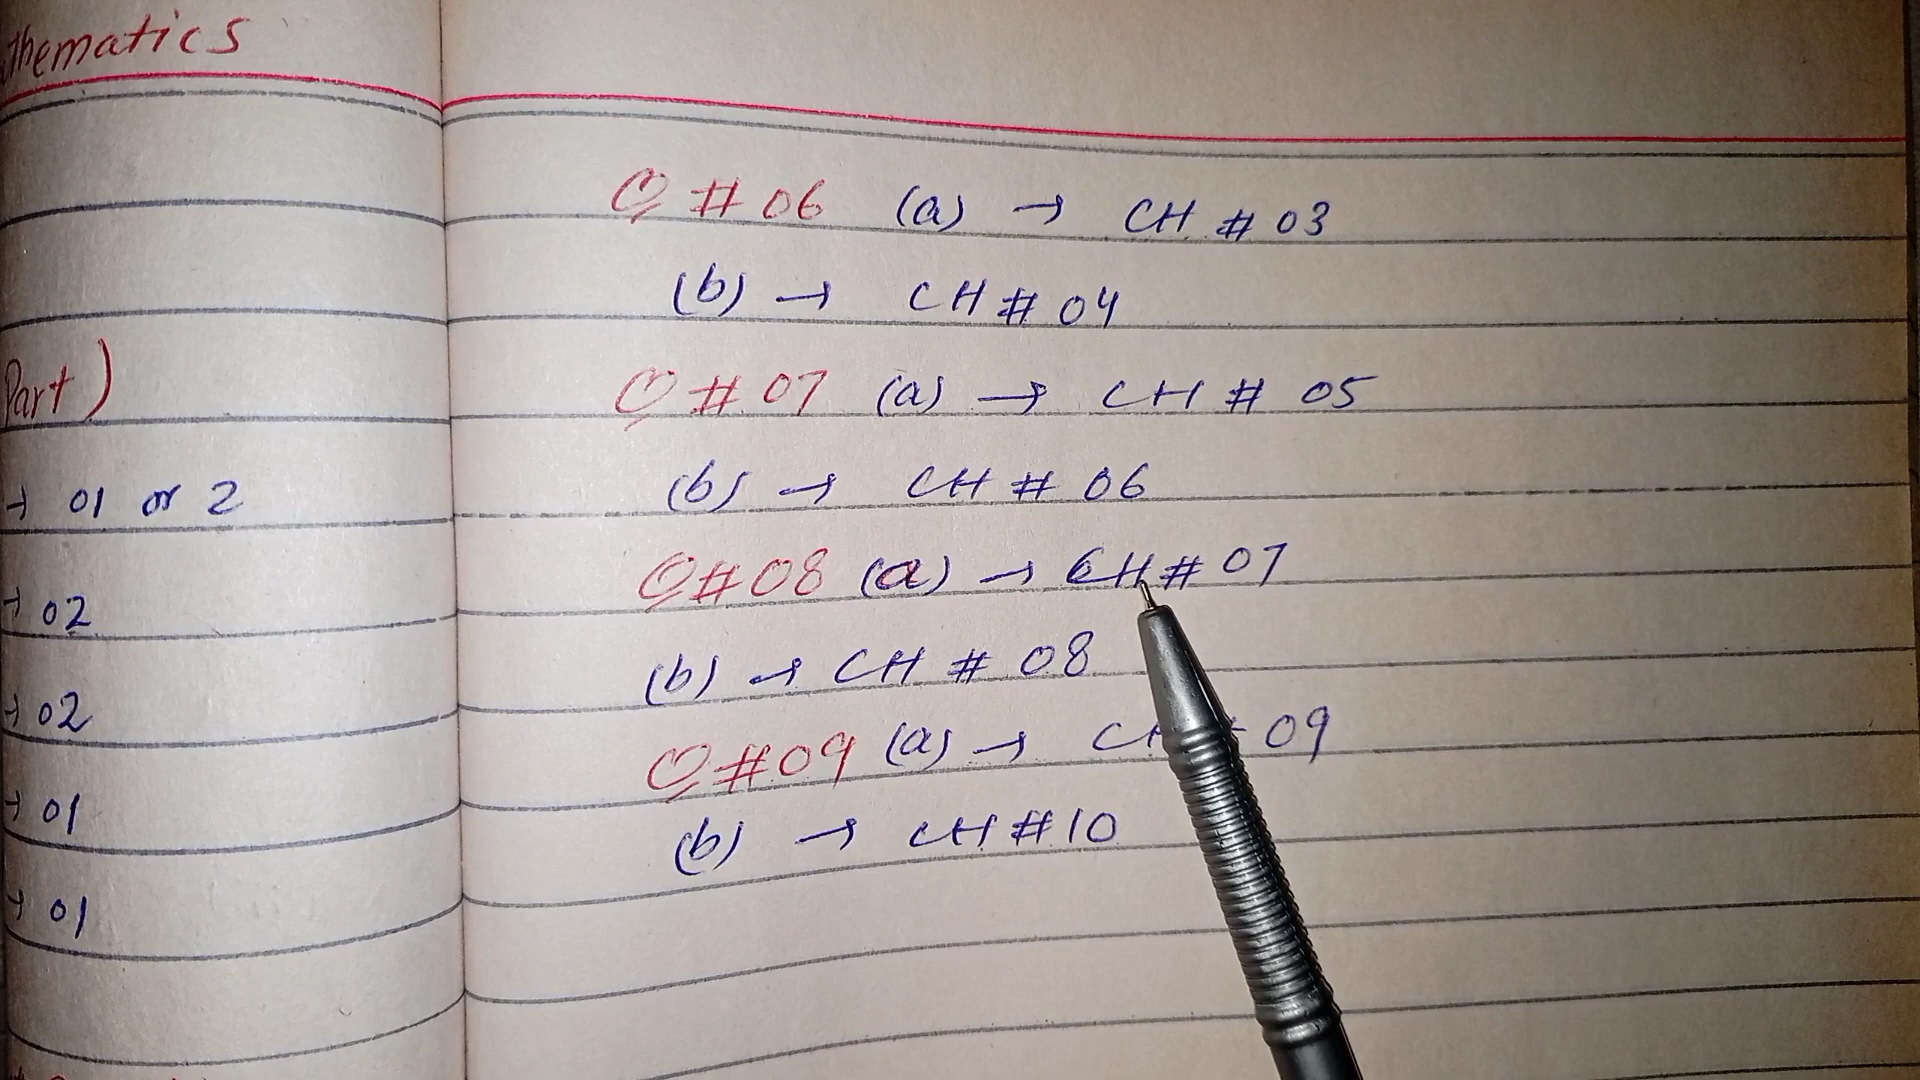 thematics
Part)
→ 01 or 2
→ 02
→ 02
→ 01
→ 01
Q # 06 (a) → CH # 03
(b) → CH # 04
Q # 07 (a) → CH # 05
(b) → CH # 06
Q # 08 (a) → CH # 07
(b) → CH # 08
Q # 09 (a) → CH # 09
(b) → CH # 10